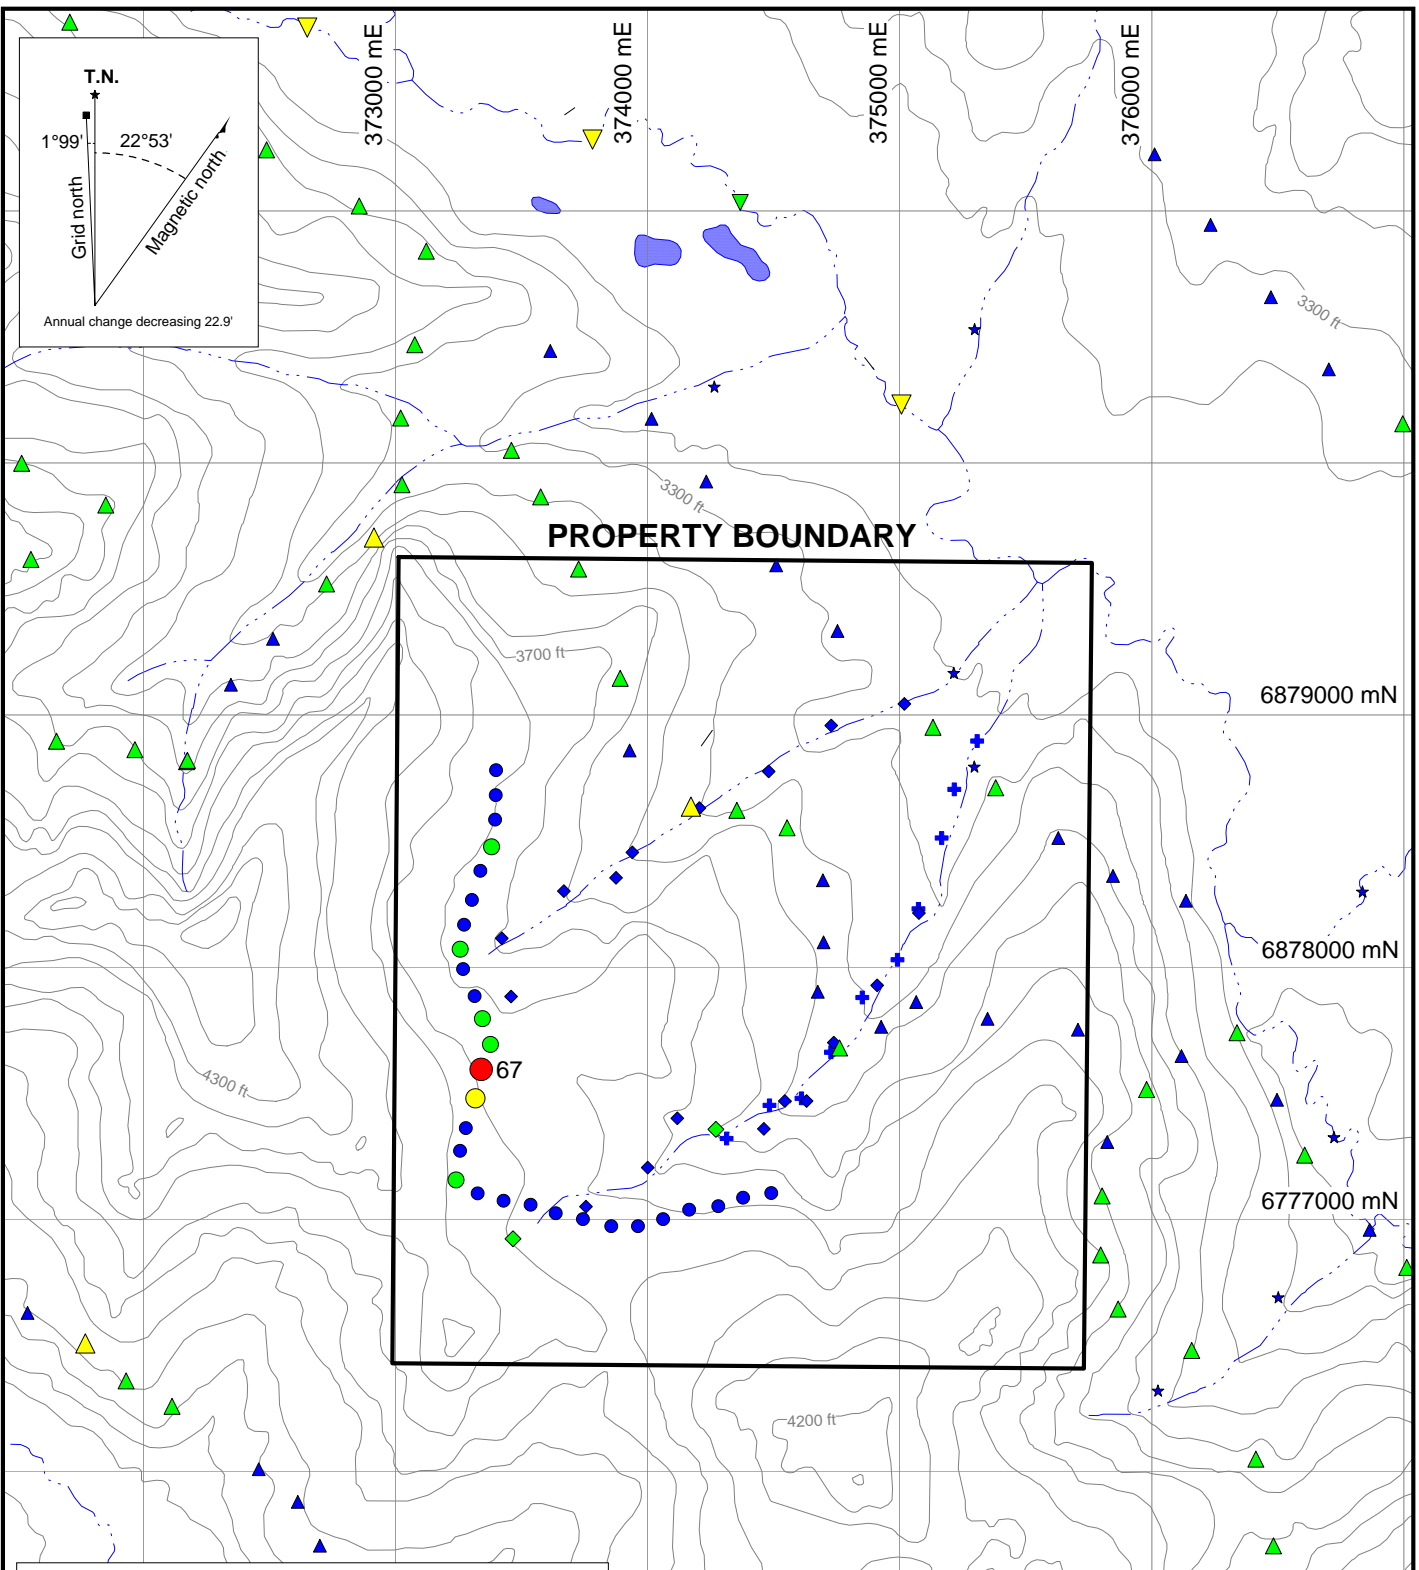 373000 mE
374000 mE
375000 mE
376000 mE
T.N.
1°99'
22°53'
Grid north
Magnetic north
Annual change decreasing 22.9'
3300 ft
3300 ft
PROPERTY BOUNDARY
3700 ft
6879000 mN
6878000 mN
67
4300 ft
6777000 mN
4200 ft